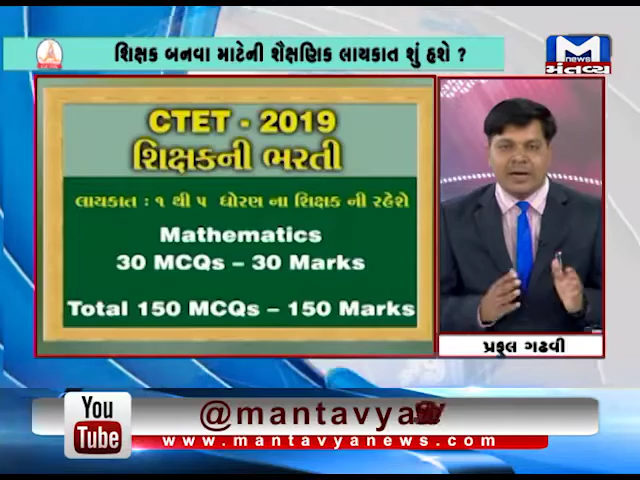 શિક્ષક બનવા માટેની શૈક્ષણિક લાયકાત શું હશે ?
M
news
મંતવ્ય
CTET - 2019
શિક્ષકની ભરતી
લાયકાત : ૧ થી ૫ ધોરણ ના શિક્ષક ની રહેશે
Mathematics
30 MCQs – 30 Marks
Total 150 MCQs – 150 Marks
પ્રફુલ ગઢવી
You
Tube
@mantavya
www.mantavyanews.com